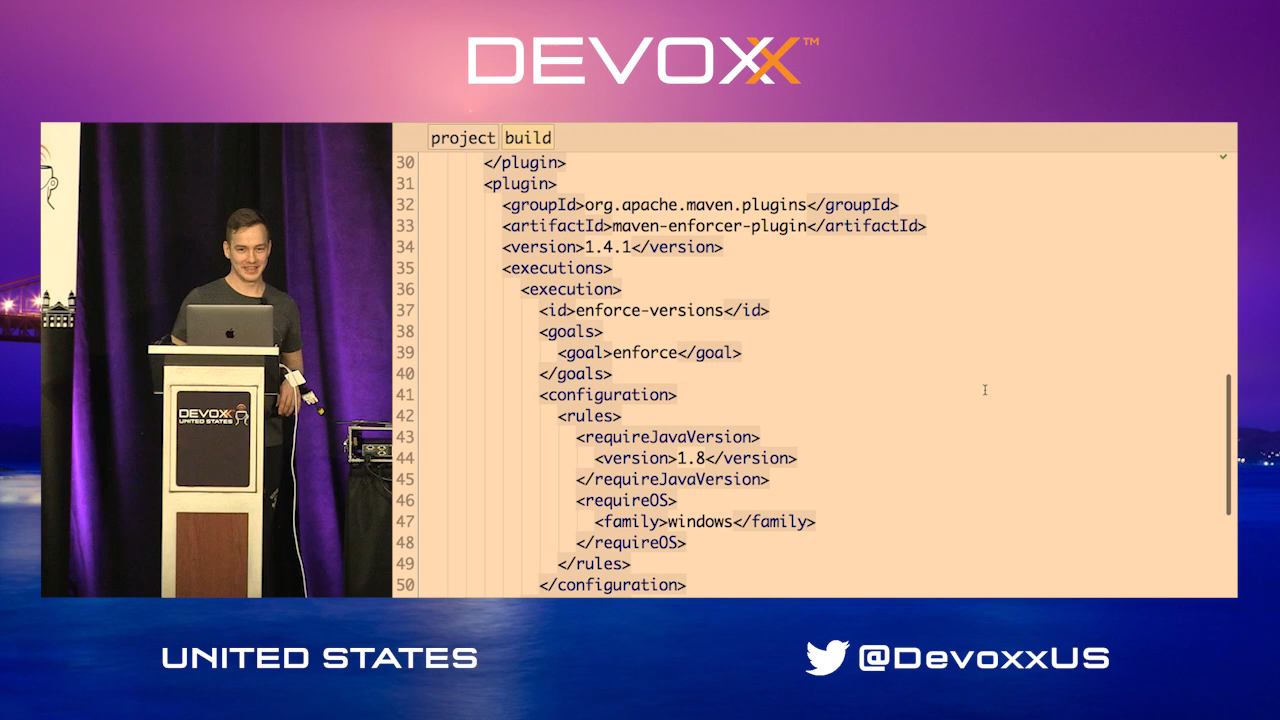 DEVOXX™
project build
30 </plugin>
31 <plugin>
32 <groupId>org.apache.maven.plugins</groupId>
33 <artifactId>maven-enforcer-plugin</artifactId>
34 <version>1.4.1</version>
35 <executions>
36 <execution>
37 <id>enforce-versions</id>
38 <goals>
39 <goal>enforce</goal>
40 </goals>
41 <configuration>
42 <rules>
43 <requireJavaVersion>
44 <version>1.8</version>
45 </requireJavaVersion>
46 <requireOS>
47 <family>windows</family>
48 </requireOS>
49 </rules>
50 </configuration>
DEVOXX
UNITED STATES
UNITED STATES
@DevoxxUS